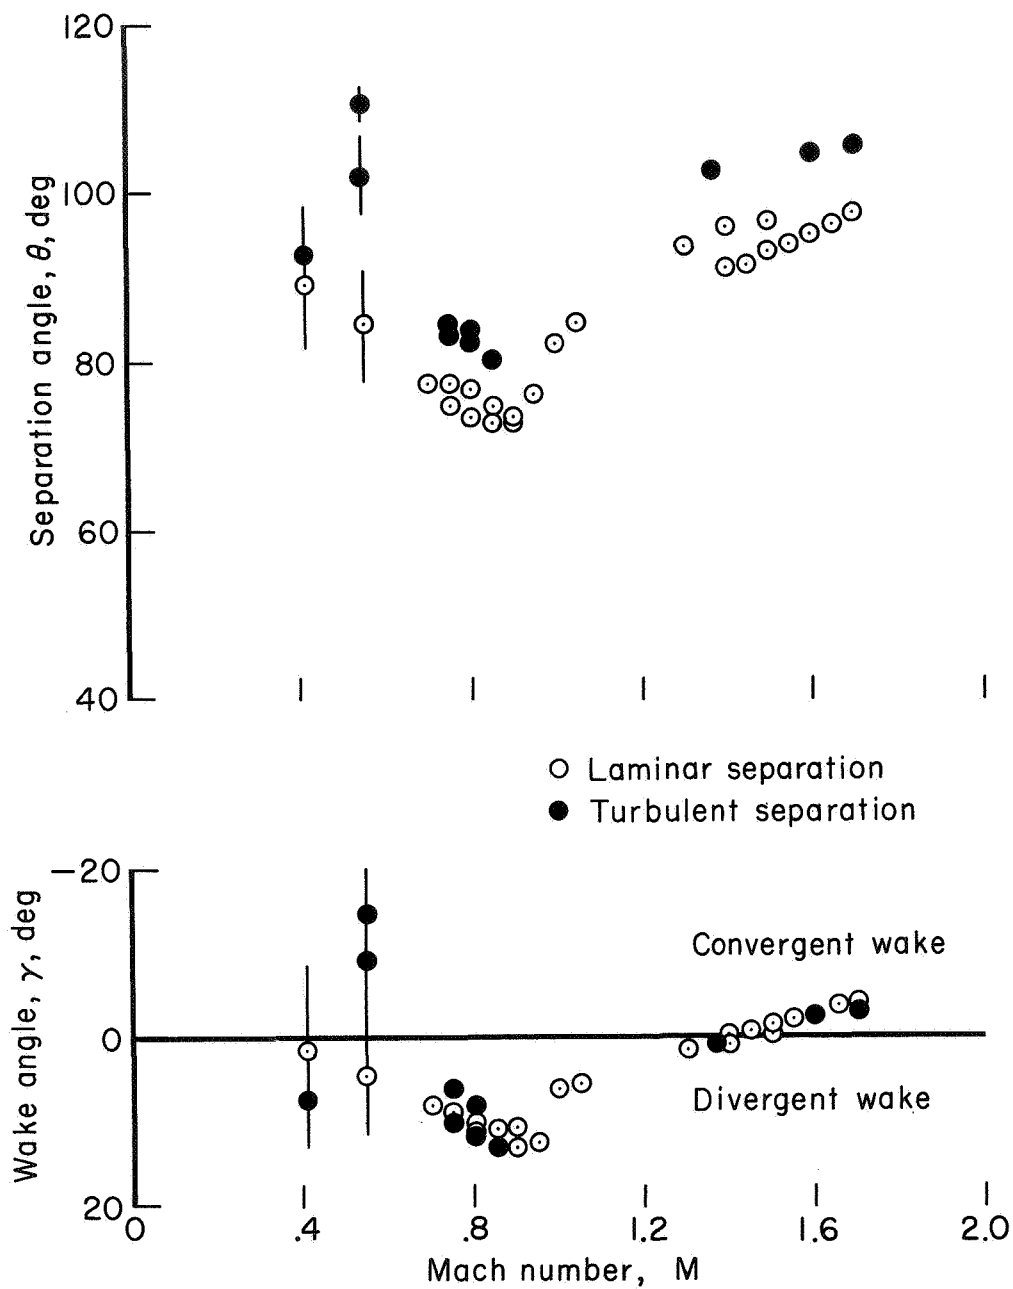 120
100
80
60
40
Separation angle, θ, deg
Laminar separation
Turbulent separation
−20
0
20
Wake angle, γ, deg
Convergent wake
Divergent wake
0 .4 .8 1.2 1.6 2.0
Mach number, M